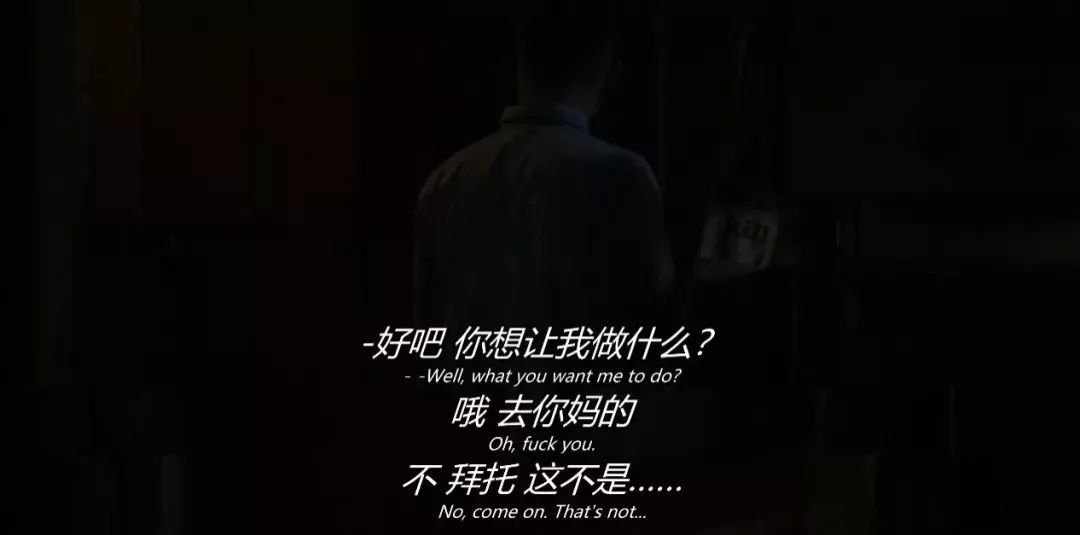 -好吧 你想让我做什么?
- -Well, what you want me to do?
哦 去你妈的
Oh, fuck you.
不 拜托 这不是……
No, come on. That's not...